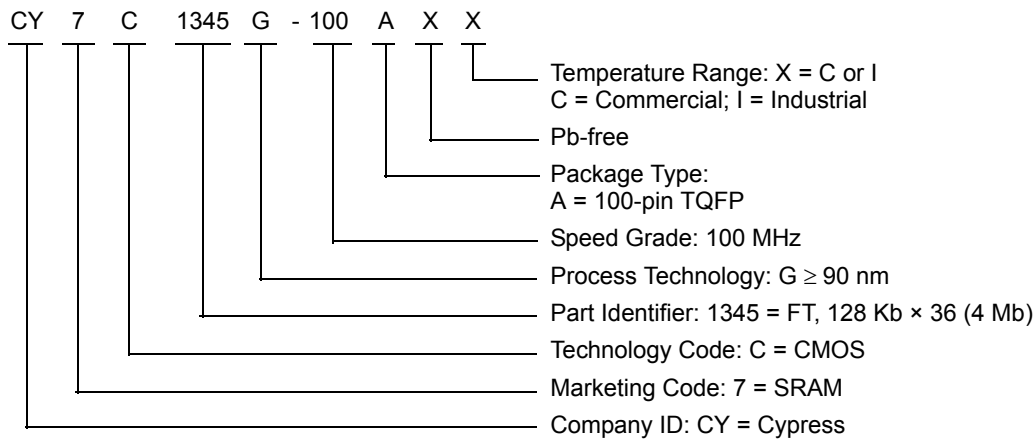 CY 7 C 1345 G - 100 A X X
Temperature Range: X = C or I
C = Commercial; I = Industrial
Pb-free
Package Type:
A = 100-pin TQFP
Speed Grade: 100 MHz
Process Technology: G ≥ 90 nm
Part Identifier: 1345 = FT, 128 Kb × 36 (4 Mb)
Technology Code: C = CMOS
Marketing Code: 7 = SRAM
Company ID: CY = Cypress